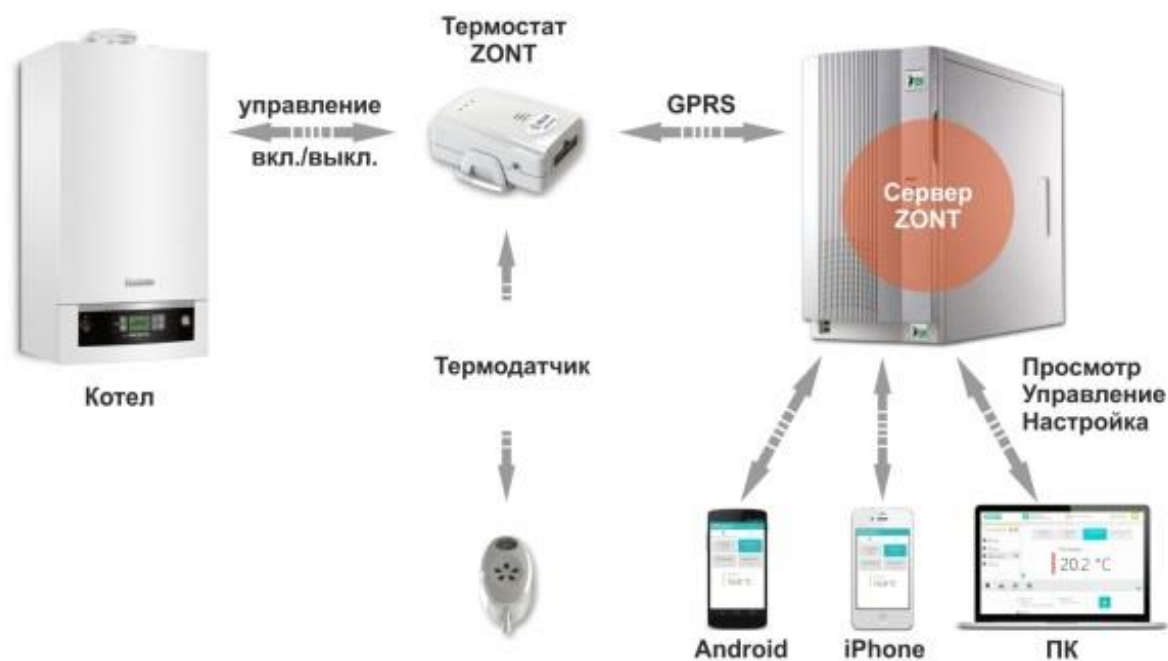 Термостат
ZONT
управление
вкл./выкл.
GPRS
Сервер
ZONT
Котел
Термодатчик
Просмотр
Управление
Настройка
20.2 °C
Android
iPhone
ПК